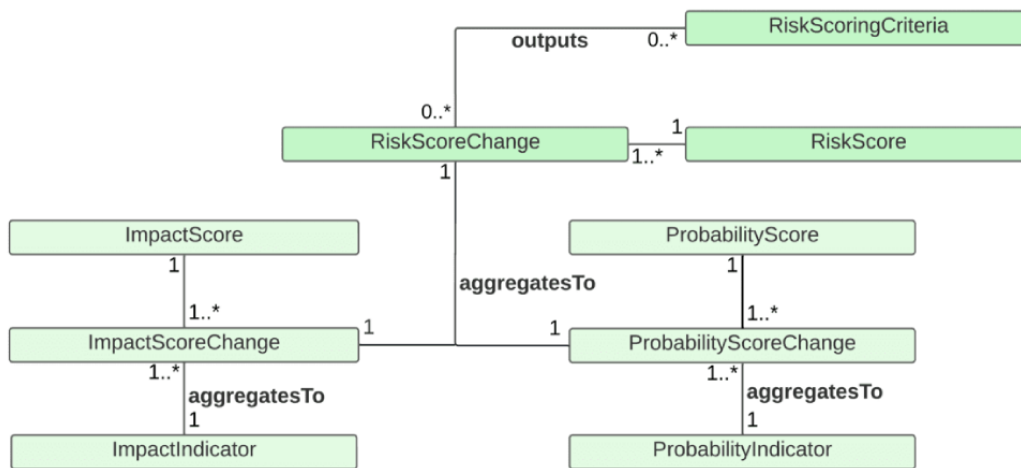 RiskScoringCriteria
outputs
0..*
0..*
RiskScoreChange
1
RiskScore
1..*
1
ImpactScore
ProbabilityScore
1
1
aggregatesTo
1..*
1..*
1
1
ImpactScoreChange
ProbabilityScoreChange
1..*
1..*
aggregatesTo
aggregatesTo
1
1
ImpactIndicator
ProbabilityIndicator